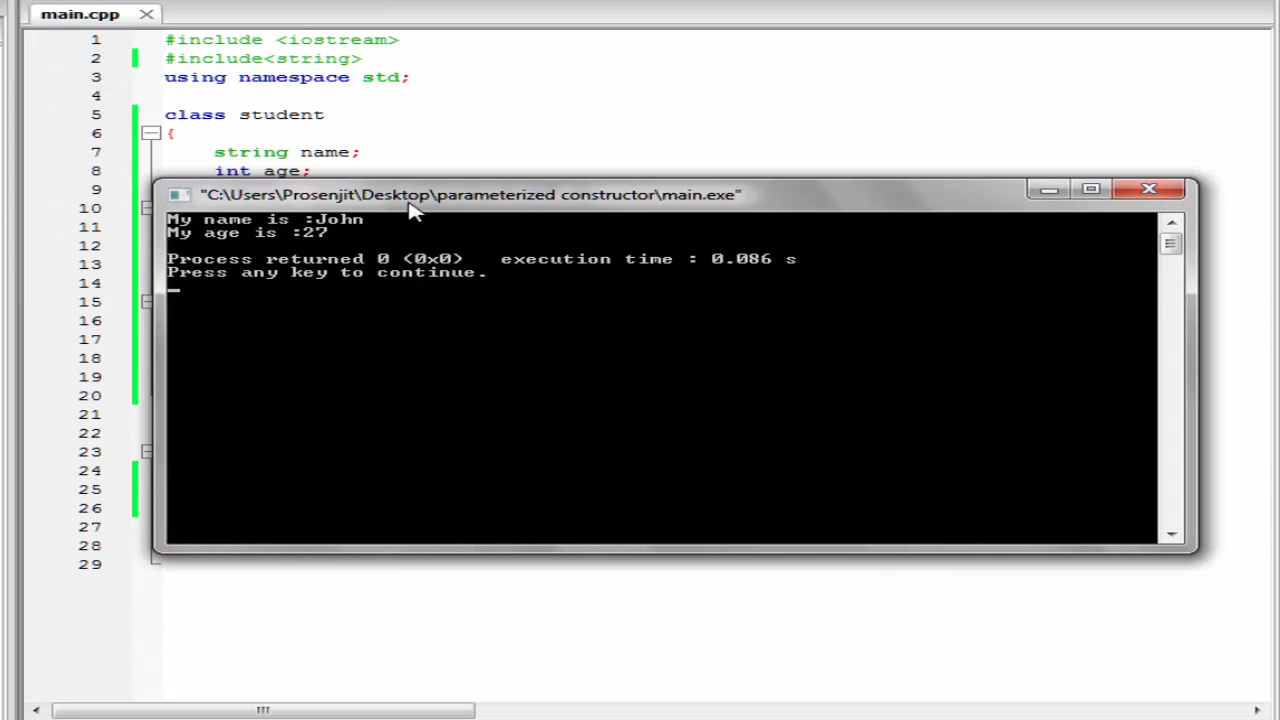 main.cpp
1 #include <iostream>
2 #include<string>
3 using namespace std;
4
5 class student
6 {
7 string name;
8 int age;
9
10
11
12
13
14
15
16
17
18
19
20
21
22
23
24
25
26
27
28
29
"C:\Users\Prosenjit\Desktop\parameterized constructor\main.exe"
My name is :John
My age is :27
Process returned 0 (0x0) execution time : 0.086 s
Press any key to continue.